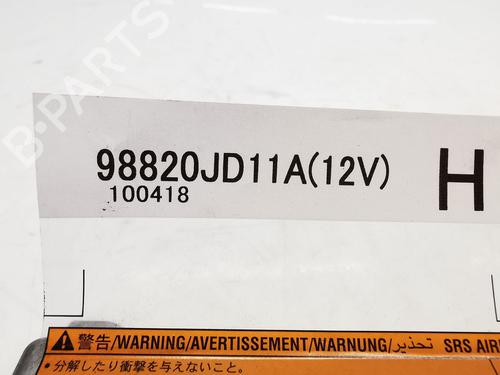 B-PARTS
98820JD11A(12V)
100418
H
警告/WARNING/AVERTISSEMENT/WARNUNG/تحذير SRS AIR
•分解したり衝撃を与えないこと。